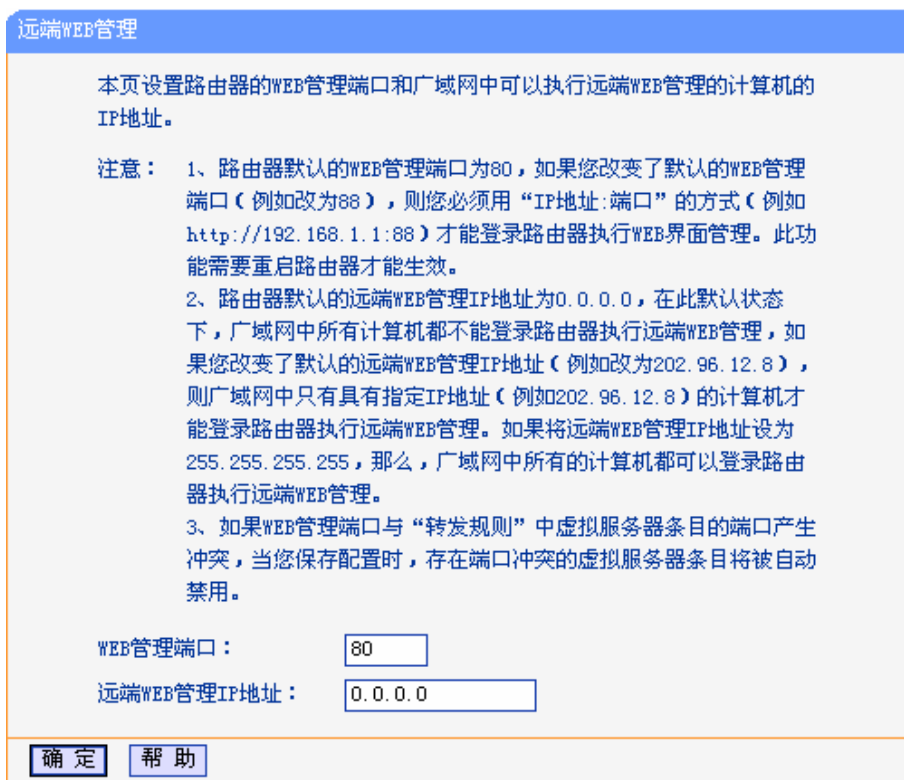 远端WEB管理
本页设置路由器的WEB管理端口和广域网中可以执行远端WEB管理的计算机的
IP地址。
注意： 1、路由器默认的WEB管理端口为80，如果您改变了默认的WEB管理
端口（例如改为88），则您必须用“IP地址:端口”的方式（例如
http://192.168.1.1:88）才能登录路由器执行WEB界面管理。此功
能需要重启路由器才能生效。
2、路由器默认的远端WEB管理IP地址为0.0.0.0，在此默认状态
下，广域网中所有计算机都不能登录路由器执行远端WEB管理，如
果您改变了默认的远端WEB管理IP地址（例如改为202.96.12.8），
则广域网中只有具有指定IP地址（例如202.96.12.8）的计算机才
能登录路由器执行远端WEB管理。如果将远端WEB管理IP地址设为
255.255.255.255，那么，广域网中所有的计算机都可以登录路由
器执行远端WEB管理。
3、如果WEB管理端口与“转发规则”中虚拟服务器条目的端口产生
冲突，当您保存配置时，存在端口冲突的虚拟服务器条目将被自动
禁用。
WEB管理端口： 80
远端WEB管理IP地址： 0.0.0.0
确 定 帮 助